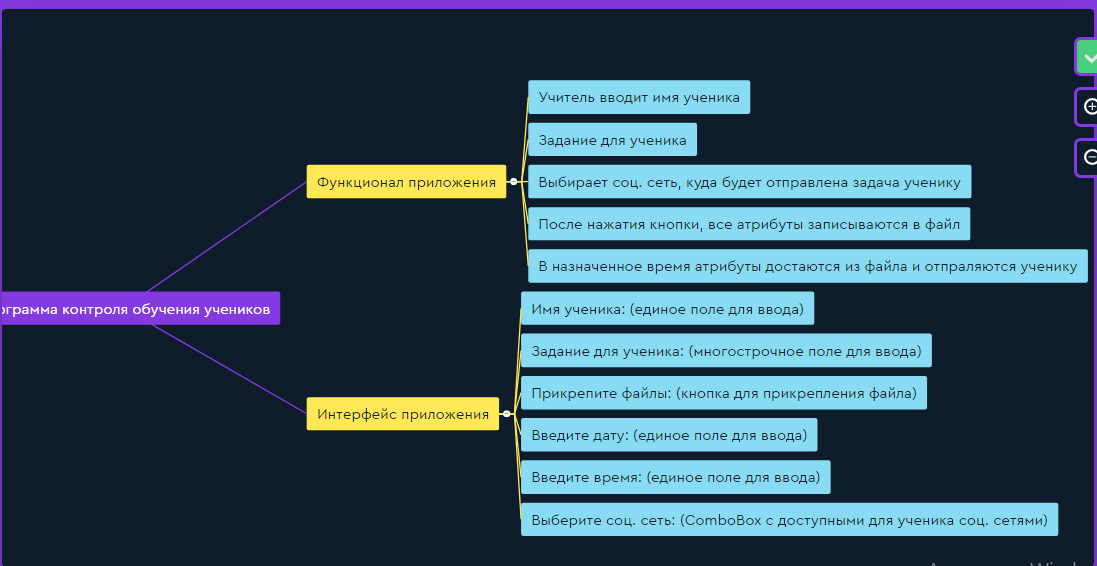 Учитель вводит имя ученика
Задание для ученика
Функционал приложения
Выбирает соц. сеть, куда будет отправлена задача ученику
После нажатия кнопки, все атрибуты записываются в файл
В назначенное время атрибуты достаются из файла и отпраляются ученику
ограмма контроля обучения учеников
Имя ученика: (единое поле для ввода)
Задание для ученика: (многострочное поле для ввода)
Прикрепите файлы: (кнопка для прикрепления файла)
Интерфейс приложения
Введите дату: (единое поле для ввода)
Введите время: (единое поле для ввода)
Выберите соц. сеть: (ComboBox с доступными для ученика соц. сетями)